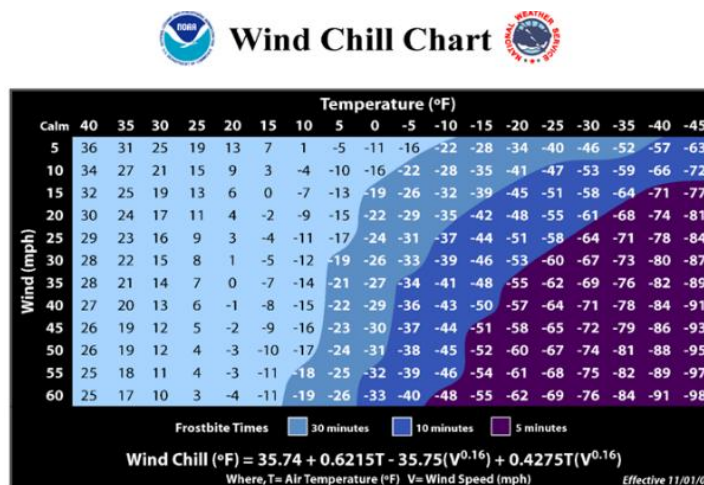 NOAA
Wind Chill Chart
NATIONAL WEATHER SERVICE
Temperature (ºF)
Calm 40 35 30 25 20 15 10 5 0 -5 -10 -15 -20 -25 -30 -35 -40 -45
Wind (mph)
5 36 31 25 19 13 7 1 -5 -11 -16 -22 -28 -34 -40 -46 -52 -57 -63
10 34 27 21 15 9 3 -4 -10 -16 -22 -28 -35 -41 -47 -53 -59 -66 -72
15 32 25 19 13 6 0 -7 -13 -19 -26 -32 -39 -45 -51 -58 -64 -71 -77
20 30 24 17 11 4 -2 -9 -15 -22 -29 -35 -42 -48 -55 -61 -68 -74 -81
25 29 23 16 9 3 -4 -11 -17 -24 -31 -37 -44 -51 -58 -64 -71 -78 -84
30 28 22 15 8 1 -5 -12 -19 -26 -33 -39 -46 -53 -60 -67 -73 -80 -87
35 28 21 14 7 0 -7 -14 -21 -27 -34 -41 -48 -55 -62 -69 -76 -82 -89
40 27 20 13 6 -1 -8 -15 -22 -29 -36 -43 -50 -57 -64 -71 -78 -84 -91
45 26 19 12 5 -2 -9 -16 -23 -30 -37 -44 -51 -58 -65 -72 -79 -86 -93
50 26 19 12 4 -3 -10 -17 -24 -31 -38 -45 -52 -60 -67 -74 -81 -88 -95
55 25 18 11 4 -3 -11 -18 -25 -32 -39 -46 -54 -61 -68 -75 -82 -89 -97
60 25 17 10 3 -4 -11 -19 -26 -33 -40 -48 -55 -62 -69 -76 -84 -91 -98
Frostbite Times 30 minutes 10 minutes 5 minutes
Wind Chill (ºF) = 35.74 + 0.6215T - 35.75(V^0.16) + 0.4275T(V^0.16)
Where, T= Air Temperature (ºF) V= Wind Speed (mph)
Effective 11/01/0